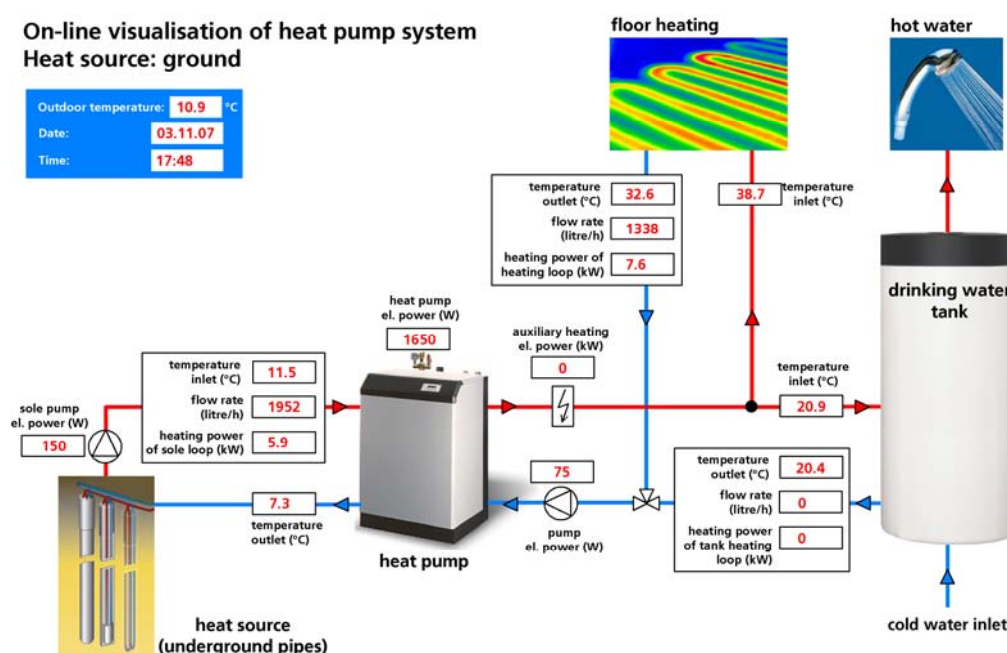 On-line visualisation of heat pump system
Heat source: ground
Outdoor temperature: 10.9 °C
Date: 03.11.07
Time: 17:48
floor heating
hot water
temperature
outlet (°C)
32.6
flow rate
(litre/h)
1338
heating power of
heating loop (kW)
7.6
38.7
temperature
inlet (°C)
drinking water
tank
heat pump
el. power (W)
1650
auxiliary heating
el. power (kW)
0
temperature
inlet (°C)
11.5
flow rate
(litre/h)
1952
heating power
of sole loop (kW)
5.9
sole pump
el. power (W)
150
temperature
inlet (°C)
20.9
temperature
outlet (°C)
20.4
flow rate
(litre/h)
0
heating power
of tank heating
loop (kW)
0
7.3
temperature
outlet (°C)
75
pump
el. power (W)
heat pump
heat source
(underground pipes)
cold water inlet